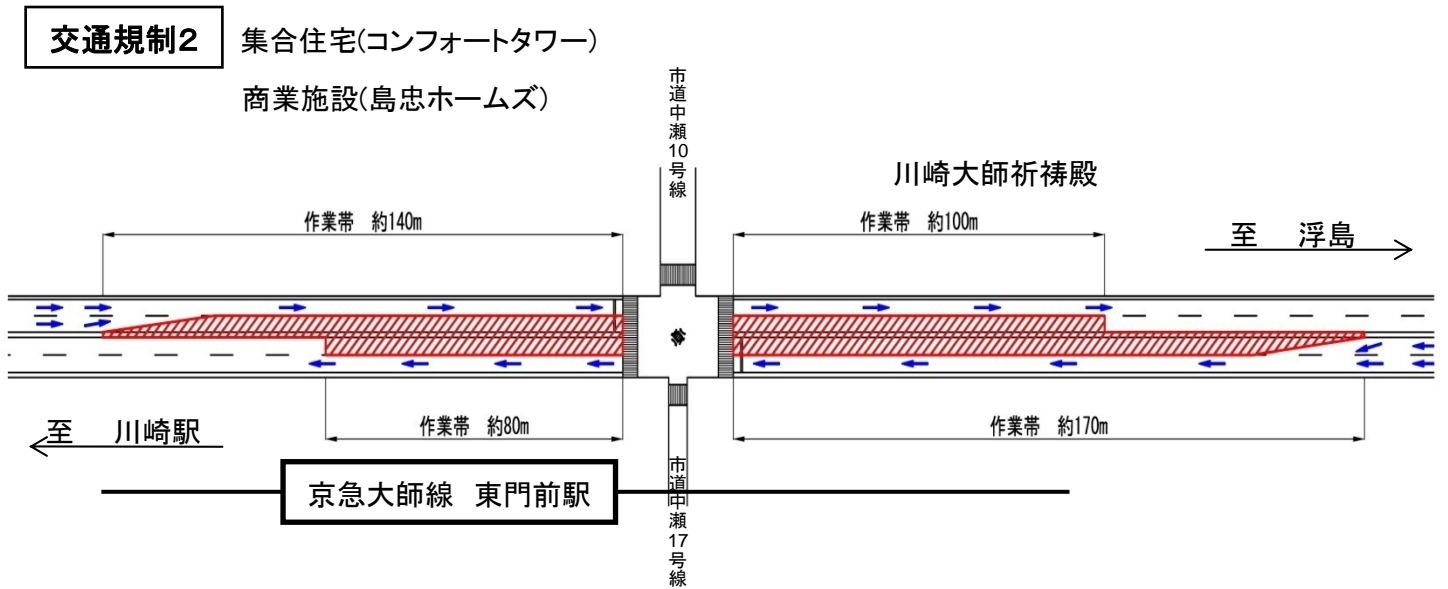 交通規制2
集合住宅(コンフォートタワー)
商業施設(島忠ホームズ)
市道中瀬10号線
川崎大師祈祷殿
作業帯 約140m
作業帯 約100m
至 浮島
至 川崎駅
作業帯 約80m
作業帯 約170m
京急大師線 東門前駅
市道中瀬17号線